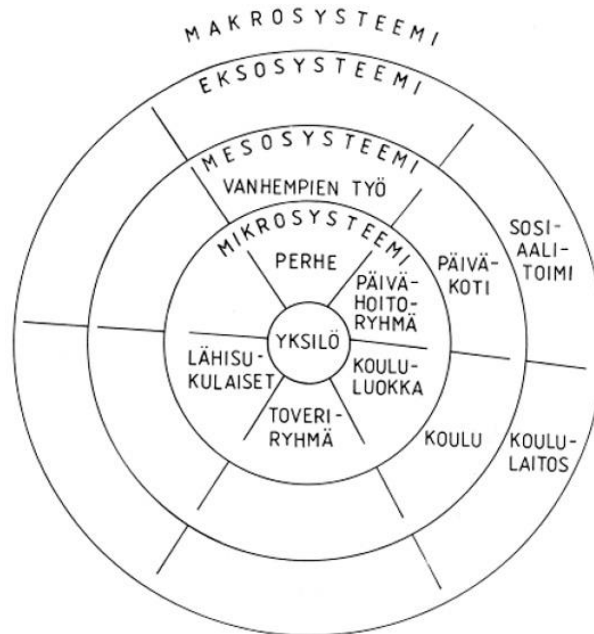 MAKROSYSTEEMI
EKSOSYSTEEMI
MESOSYSTEEMI
VANHEMPIEN TYÖ
MIKROSYSTEEMI
PERHE
PÄIVÄ-
HOITO-
RYHMÄ
PÄIVÄ-
KOTI
SOSI-
AALI-
TOIMI
YKSILÖ
LÄHISU-
KULAISET
KOULU-
LUOKKA
TOVERI-
RYHMÄ
KOULU
KOULU-
LAITOS